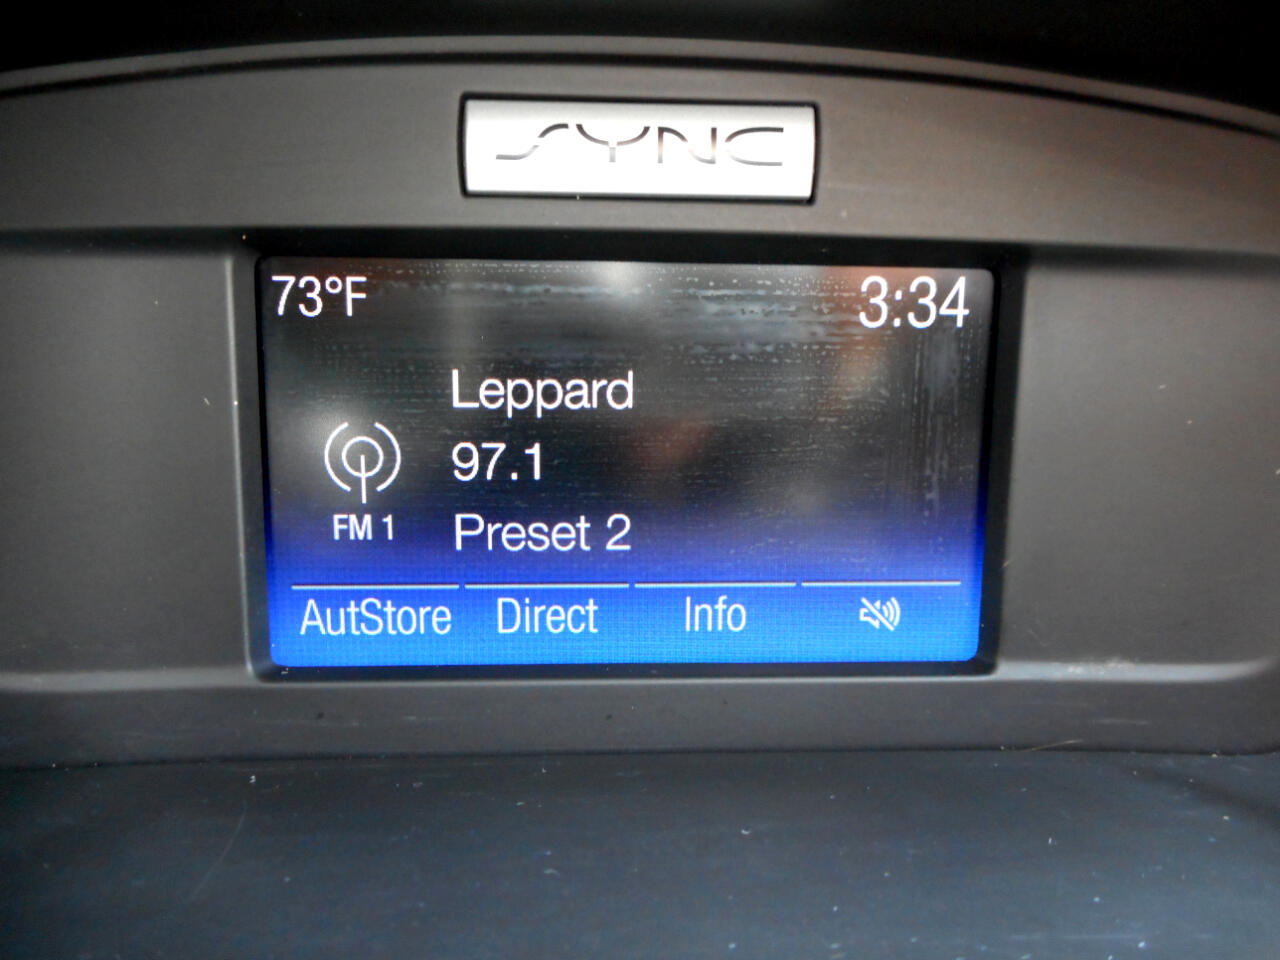 SYNC
73°F 3:34
Leppard
97.1
FM 1
Preset 2
AutStore Direct Info